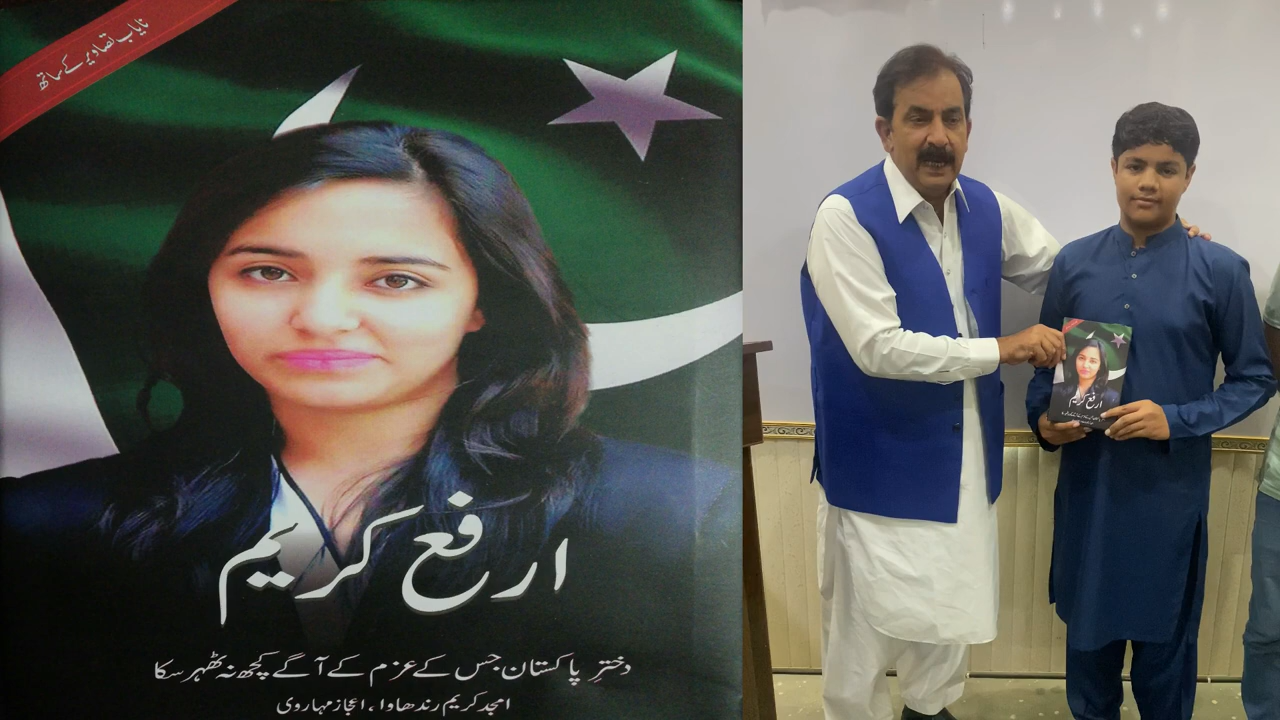 نایاب تصاویر کے ساتھ
ارفع کریم
دخترِ پاکستان جس کے عزم کے آگے کچھ نہ ٹھہر سکا
امجد کریم رندھاوا، اعجاز مہاروی
ارفع کریم